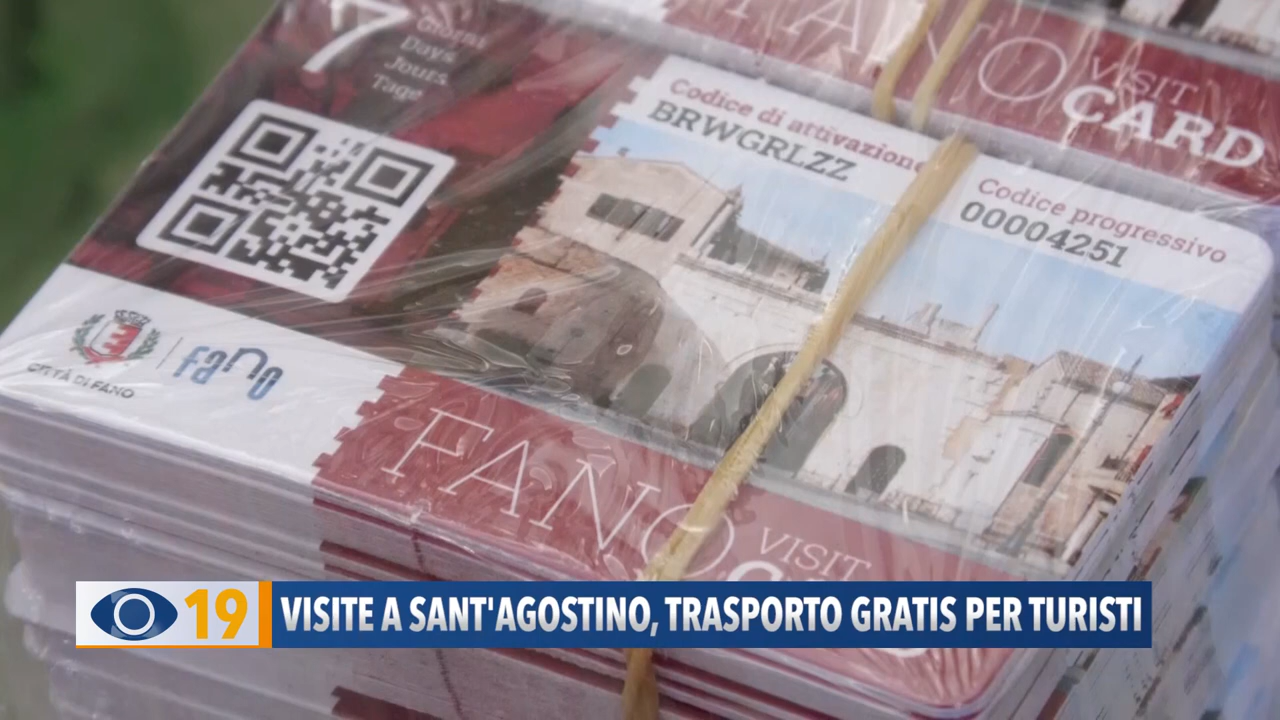 7
Giorni
Days
Jours
Tage
FANO
VISIT
CARD
Codice di attivazione
BRWGRLZZ
Codice progressivo
00004251
CITTÀ DI FANO
fano
FANO
VISIT
19
VISITE A SANT'AGOSTINO, TRASPORTO GRATIS PER TURISTI